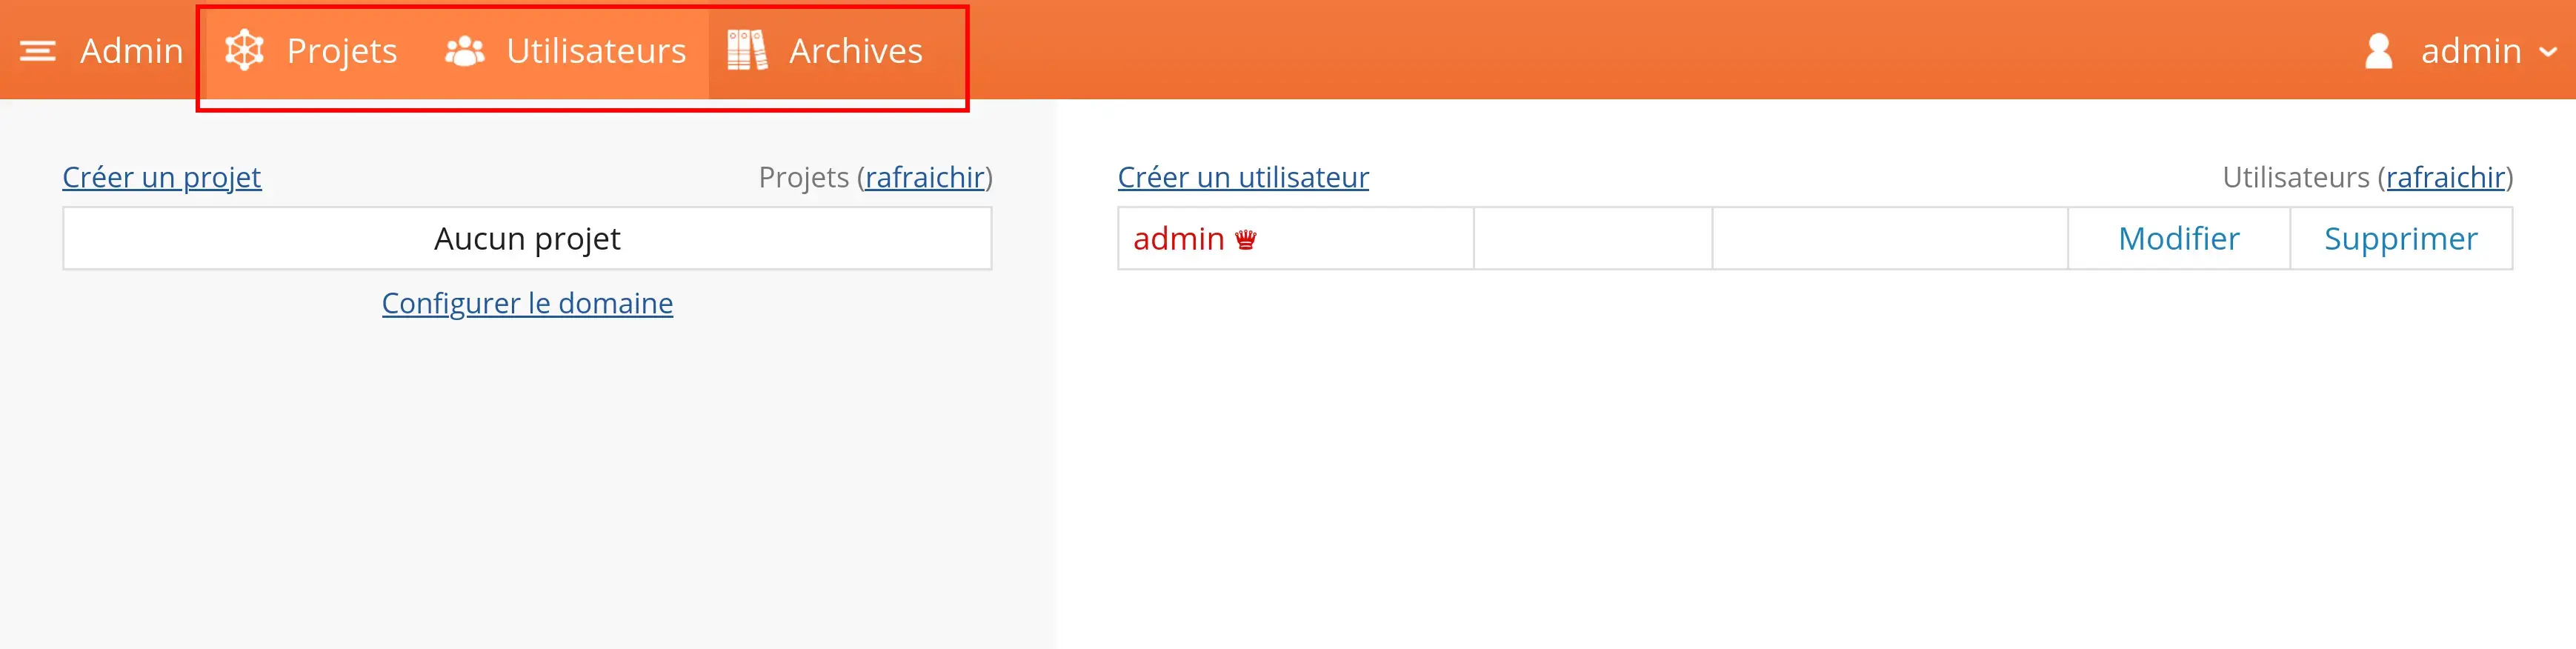 Admin Projets Utilisateurs Archives admin
Créer un projet Projets (rafraichir)
Aucun projet
Configurer le domaine
Créer un utilisateur Utilisateurs (rafraichir)
admin Modifier Supprimer